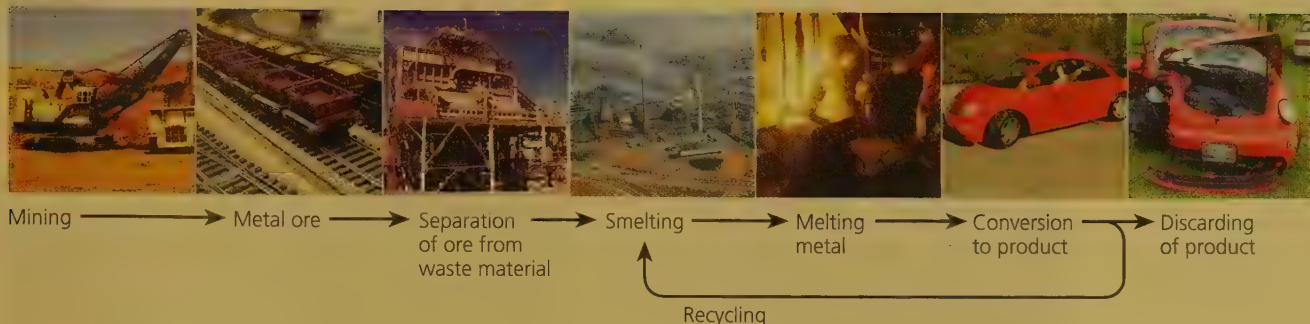 Mining
Metal ore
Separation
of ore from
waste material
Smelting
Melting
metal
Conversion
to product
Discarding
of product
Recycling